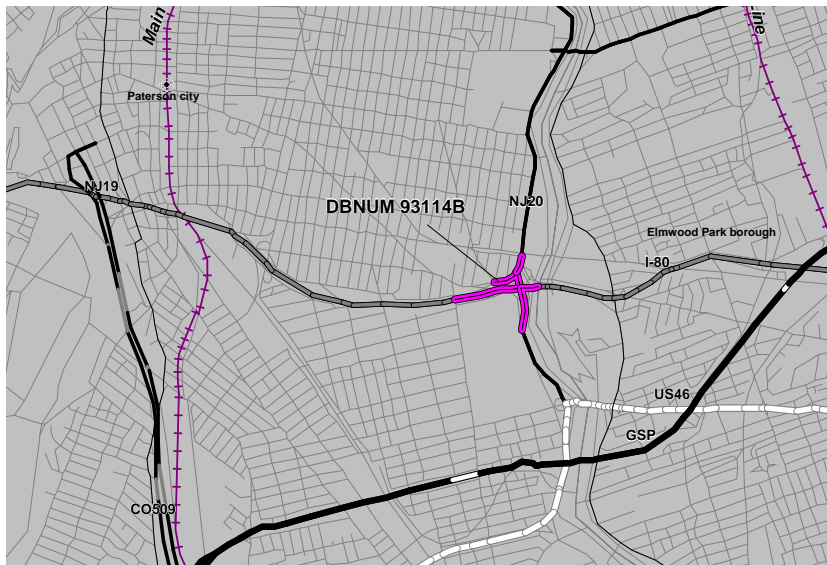 Main
Line
Paterson city
NJ19
DBNUM 93114B
NJ20
Elmwood Park borough
I-80
US46
GSP
CO509